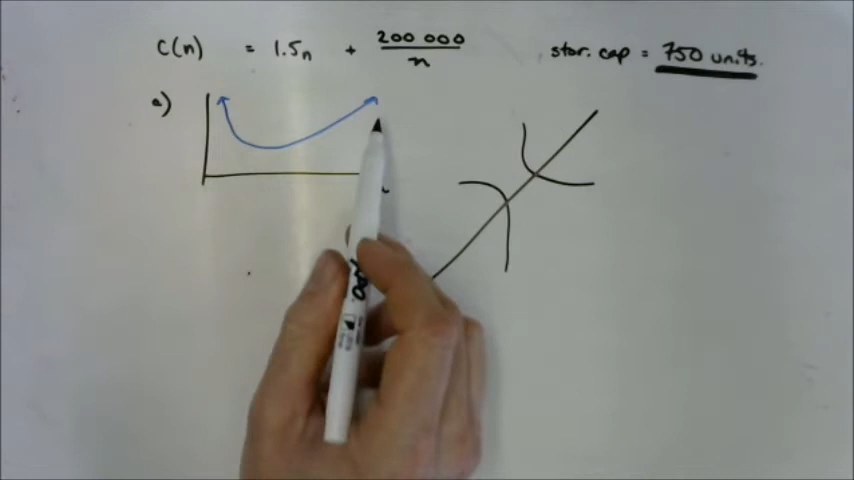 C(n) = 1.5n + 200 000 / n
stor. cap = 750 units.
a)